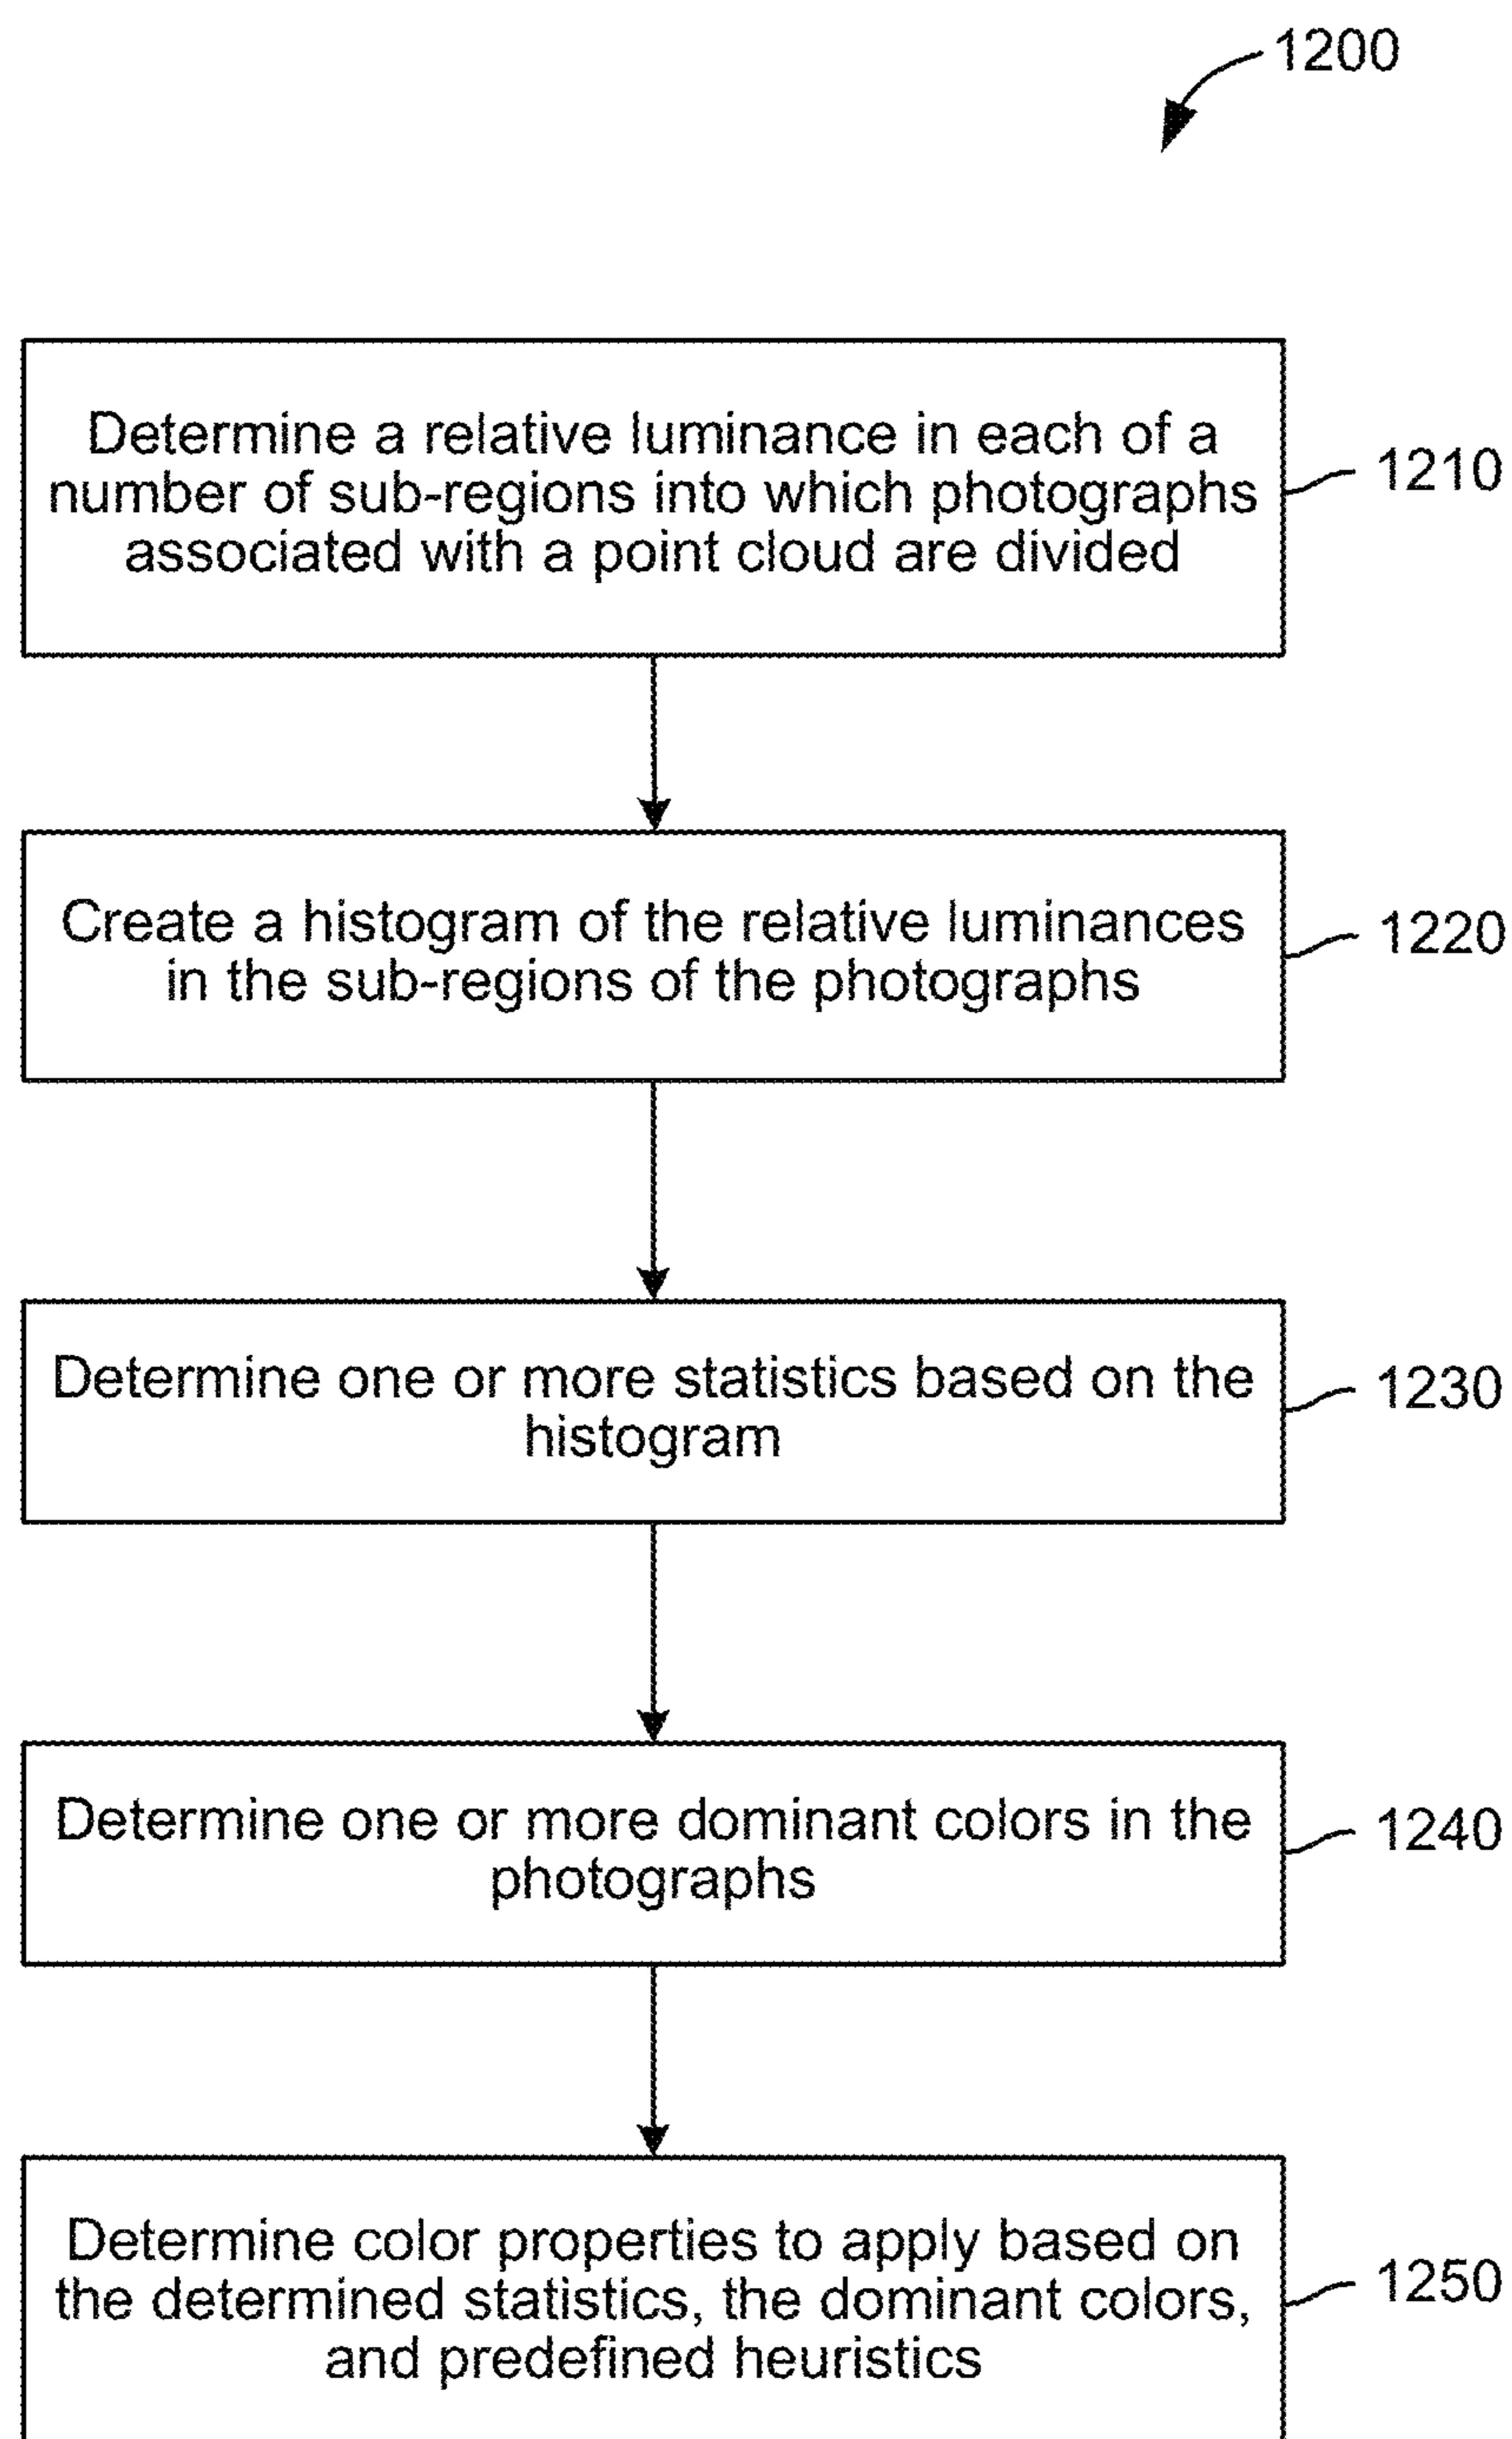 1200
Determine a relative luminance in each of a
number of sub-regions into which photographs
associated with a point cloud are divided
1210
Create a histogram of the relative luminances
in the sub-regions of the photographs
1220
Determine one or more statistics based on the
histogram
1230
Determine one or more dominant colors in the
photographs
1240
Determine color properties to apply based on
the determined statistics, the dominant colors,
and predefined heuristics
1250